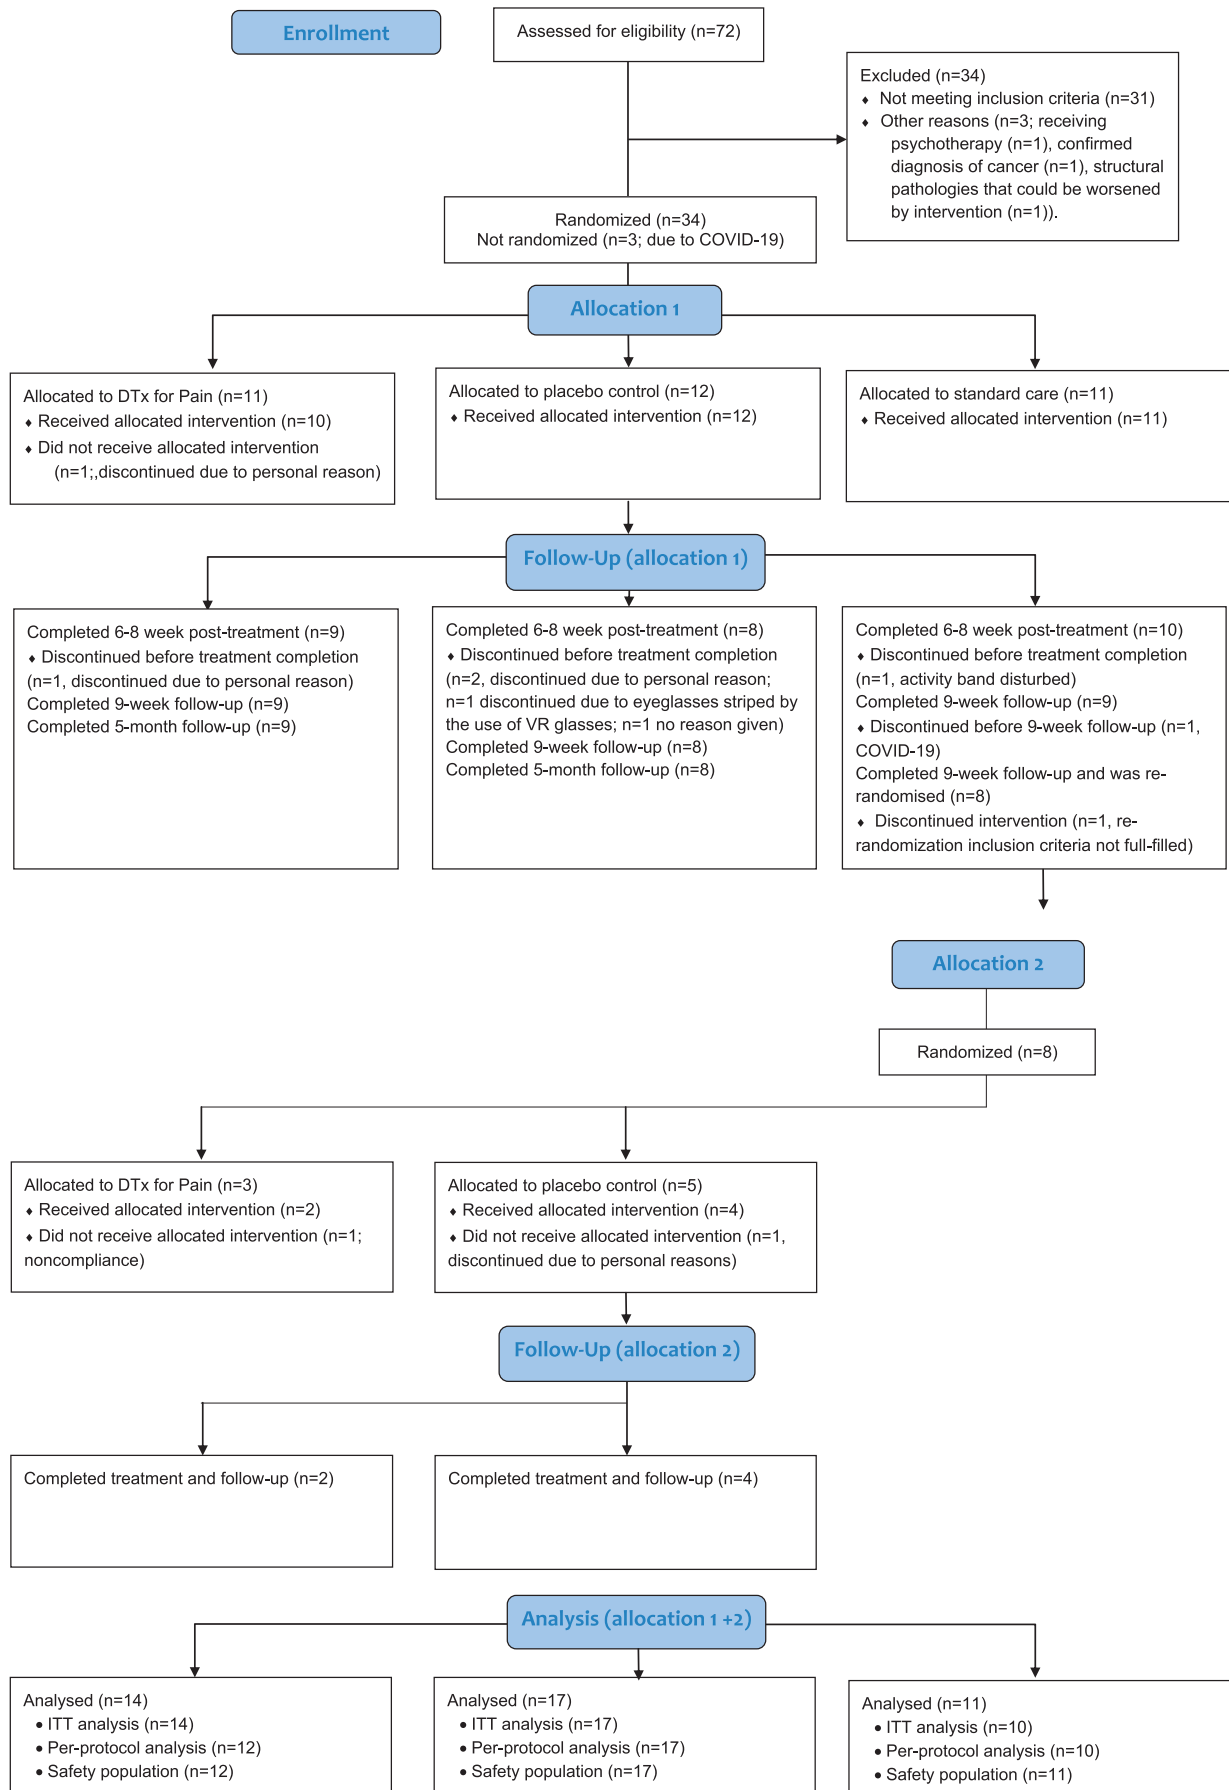 Enrollment
Assessed for eligibility (n=72)
Excluded (n=34)
♦ Not meeting inclusion criteria (n=31)
♦ Other reasons (n=3; receiving
psychotherapy (n=1), confirmed
diagnosis of cancer (n=1), structural
pathologies that could be worsened
by intervention (n=1)).
Randomized (n=34)
Not randomized (n=3; due to COVID-19)
Allocation 1
Allocated to DTx for Pain (n=11)
♦ Received allocated intervention (n=10)
♦ Did not receive allocated intervention
(n=1;,discontinued due to personal reason)
Allocated to placebo control (n=12)
♦ Received allocated intervention (n=12)
Allocated to standard care (n=11)
♦ Received allocated intervention (n=11)
Follow-Up (allocation 1)
Completed 6-8 week post-treatment (n=9)
♦ Discontinued before treatment completion
(n=1, discontinued due to personal reason)
Completed 9-week follow-up (n=9)
Completed 5-month follow-up (n=9)
Completed 6-8 week post-treatment (n=8)
♦ Discontinued before treatment completion
(n=2, discontinued due to personal reason;
n=1 discontinued due to eyeglasses striped by
the use of VR glasses; n=1 no reason given)
Completed 9-week follow-up (n=8)
Completed 5-month follow-up (n=8)
Completed 6-8 week post-treatment (n=10)
♦ Discontinued before treatment completion
(n=1, activity band disturbed)
Completed 9-week follow-up (n=9)
♦ Discontinued before 9-week follow-up (n=1,
COVID-19)
Completed 9-week follow-up and was re-
randomised (n=8)
♦ Discontinued intervention (n=1, re-
randomization inclusion criteria not full-filled)
Allocation 2
Randomized (n=8)
Allocated to DTx for Pain (n=3)
♦ Received allocated intervention (n=2)
♦ Did not receive allocated intervention (n=1;
noncompliance)
Allocated to placebo control (n=5)
♦ Received allocated intervention (n=4)
♦ Did not receive allocated intervention (n=1,
discontinued due to personal reasons)
Follow-Up (allocation 2)
Completed treatment and follow-up (n=2)
Completed treatment and follow-up (n=4)
Analysis (allocation 1 +2)
Analysed (n=14)
• ITT analysis (n=14)
• Per-protocol analysis (n=12)
• Safety population (n=12)
Analysed (n=17)
• ITT analysis (n=17)
• Per-protocol analysis (n=17)
• Safety population (n=17)
Analysed (n=11)
• ITT analysis (n=10)
• Per-protocol analysis (n=10)
• Safety population (n=11)